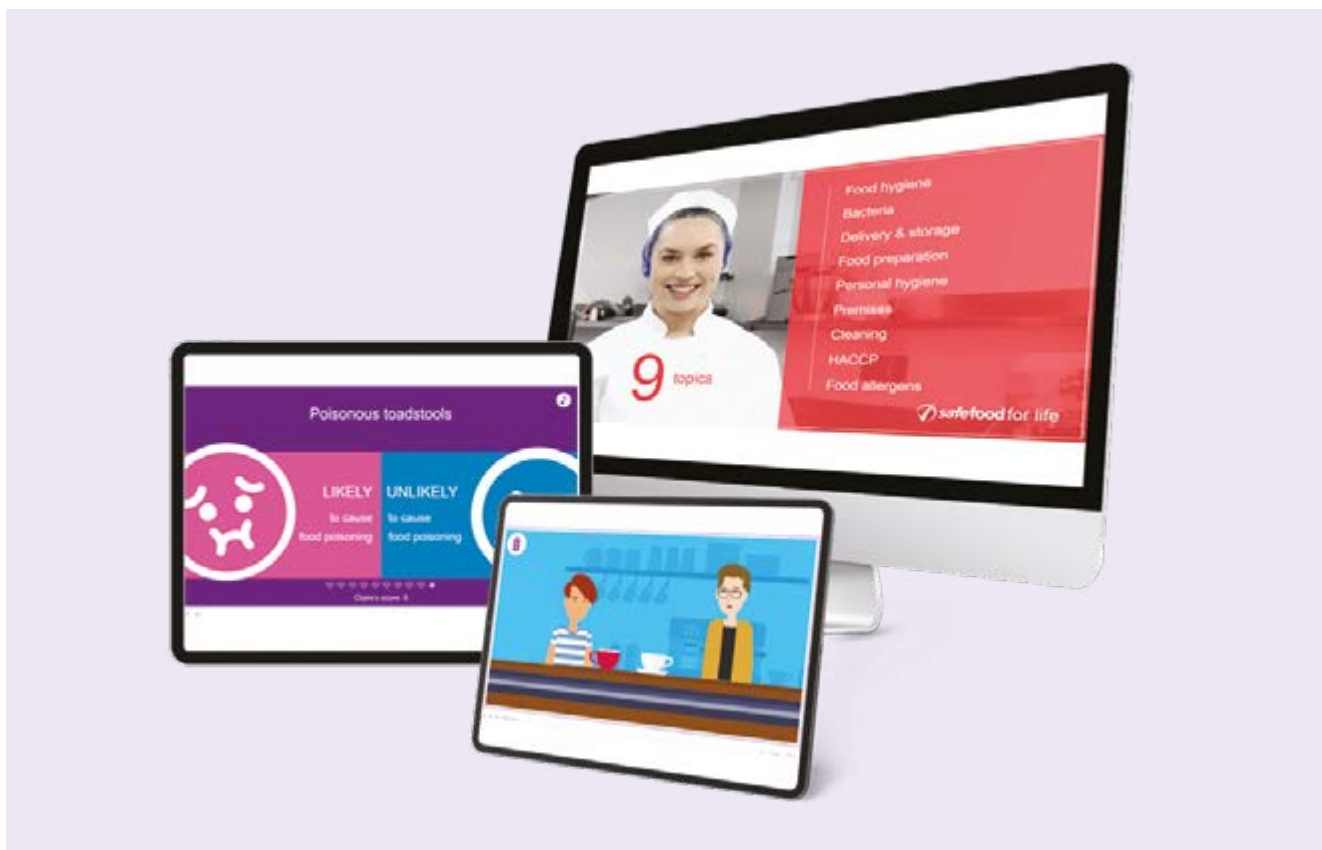 Food hygiene
Bacteria
Delivery & storage
Food preparation
Personal hygiene
Premises
Cleaning
HACCP
Food allergens
9 topics
safefood for life
Poisonous toadstools
LIKELY
to cause
food poisoning
UNLIKELY
to cause
food poisoning